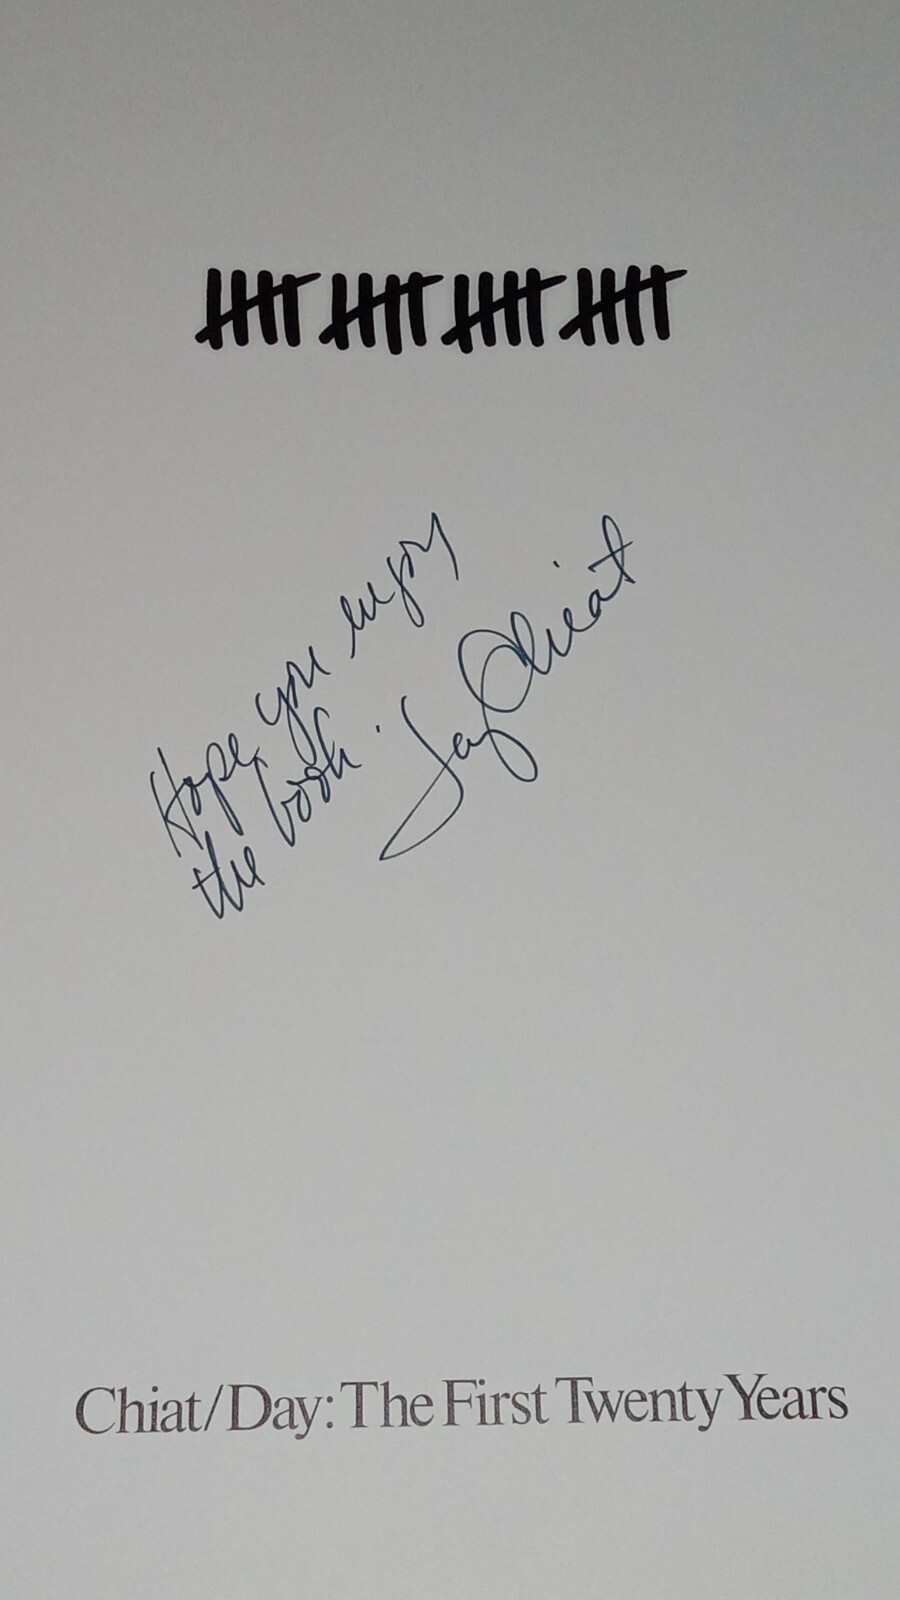 Hope you enjoy
the book.
Jay Chiat
Chiat/Day: The First Twenty Years